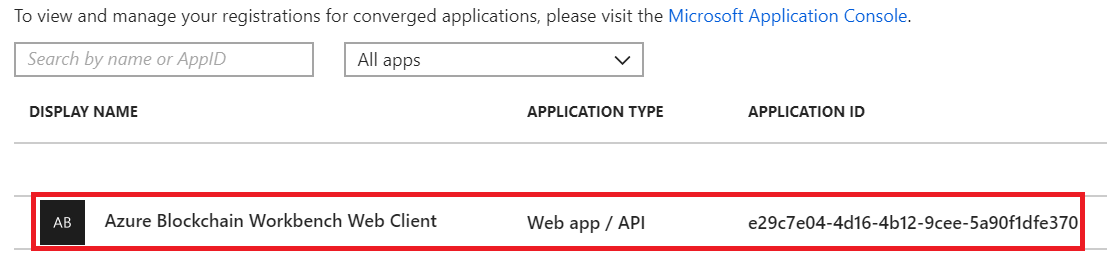 To view and manage your registrations for converged applications, please visit the Microsoft Application Console.
Search by name or AppID All apps
DISPLAY NAME APPLICATION TYPE APPLICATION ID
AB Azure Blockchain Workbench Web Client Web app / API e29c7e04-4d16-4b12-9cee-5a90f1dfe370